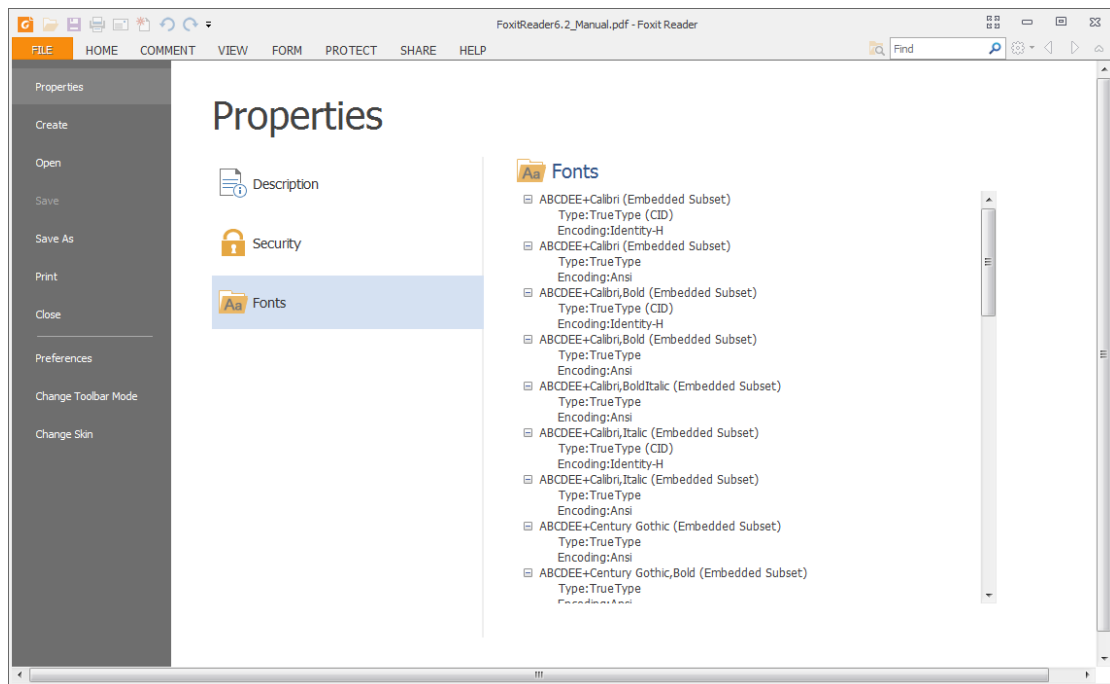 FoxitReader6.2_Manual.pdf - Foxit Reader
FILE HOME COMMENT VIEW FORM PROTECT SHARE HELP Find
Properties
Create
Open
Save
Save As
Print
Close
Preferences
Change Toolbar Mode
Change Skin
Properties
Description
Security
Aa Fonts
Aa Fonts
ABCDEE+Calibri (Embedded Subset)
Type:TrueType (CID)
Encoding:Identity-H
ABCDEE+Calibri (Embedded Subset)
Type:TrueType
Encoding:Ansi
ABCDEE+Calibri,Bold (Embedded Subset)
Type:TrueType (CID)
Encoding:Identity-H
ABCDEE+Calibri,Bold (Embedded Subset)
Type:TrueType
Encoding:Ansi
ABCDEE+Calibri,BoldItalic (Embedded Subset)
Type:TrueType
Encoding:Ansi
ABCDEE+Calibri,Italic (Embedded Subset)
Type:TrueType (CID)
Encoding:Identity-H
ABCDEE+Calibri,Italic (Embedded Subset)
Type:TrueType
Encoding:Ansi
ABCDEE+Century Gothic (Embedded Subset)
Type:TrueType
Encoding:Ansi
ABCDEE+Century Gothic,Bold (Embedded Subset)
Type:TrueType
Encoding:Ansi